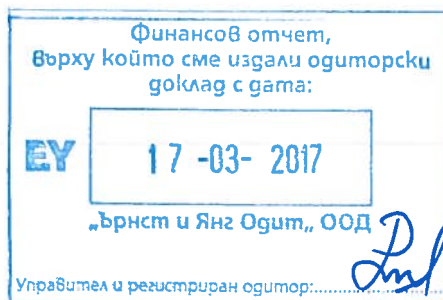 Финансов отчет,
върху който сме издали одиторски
доклад с дата:
EY
17 -03- 2017
„Ърнст и Янг Одит„ ООД
Управител и регистриран одитор:....................